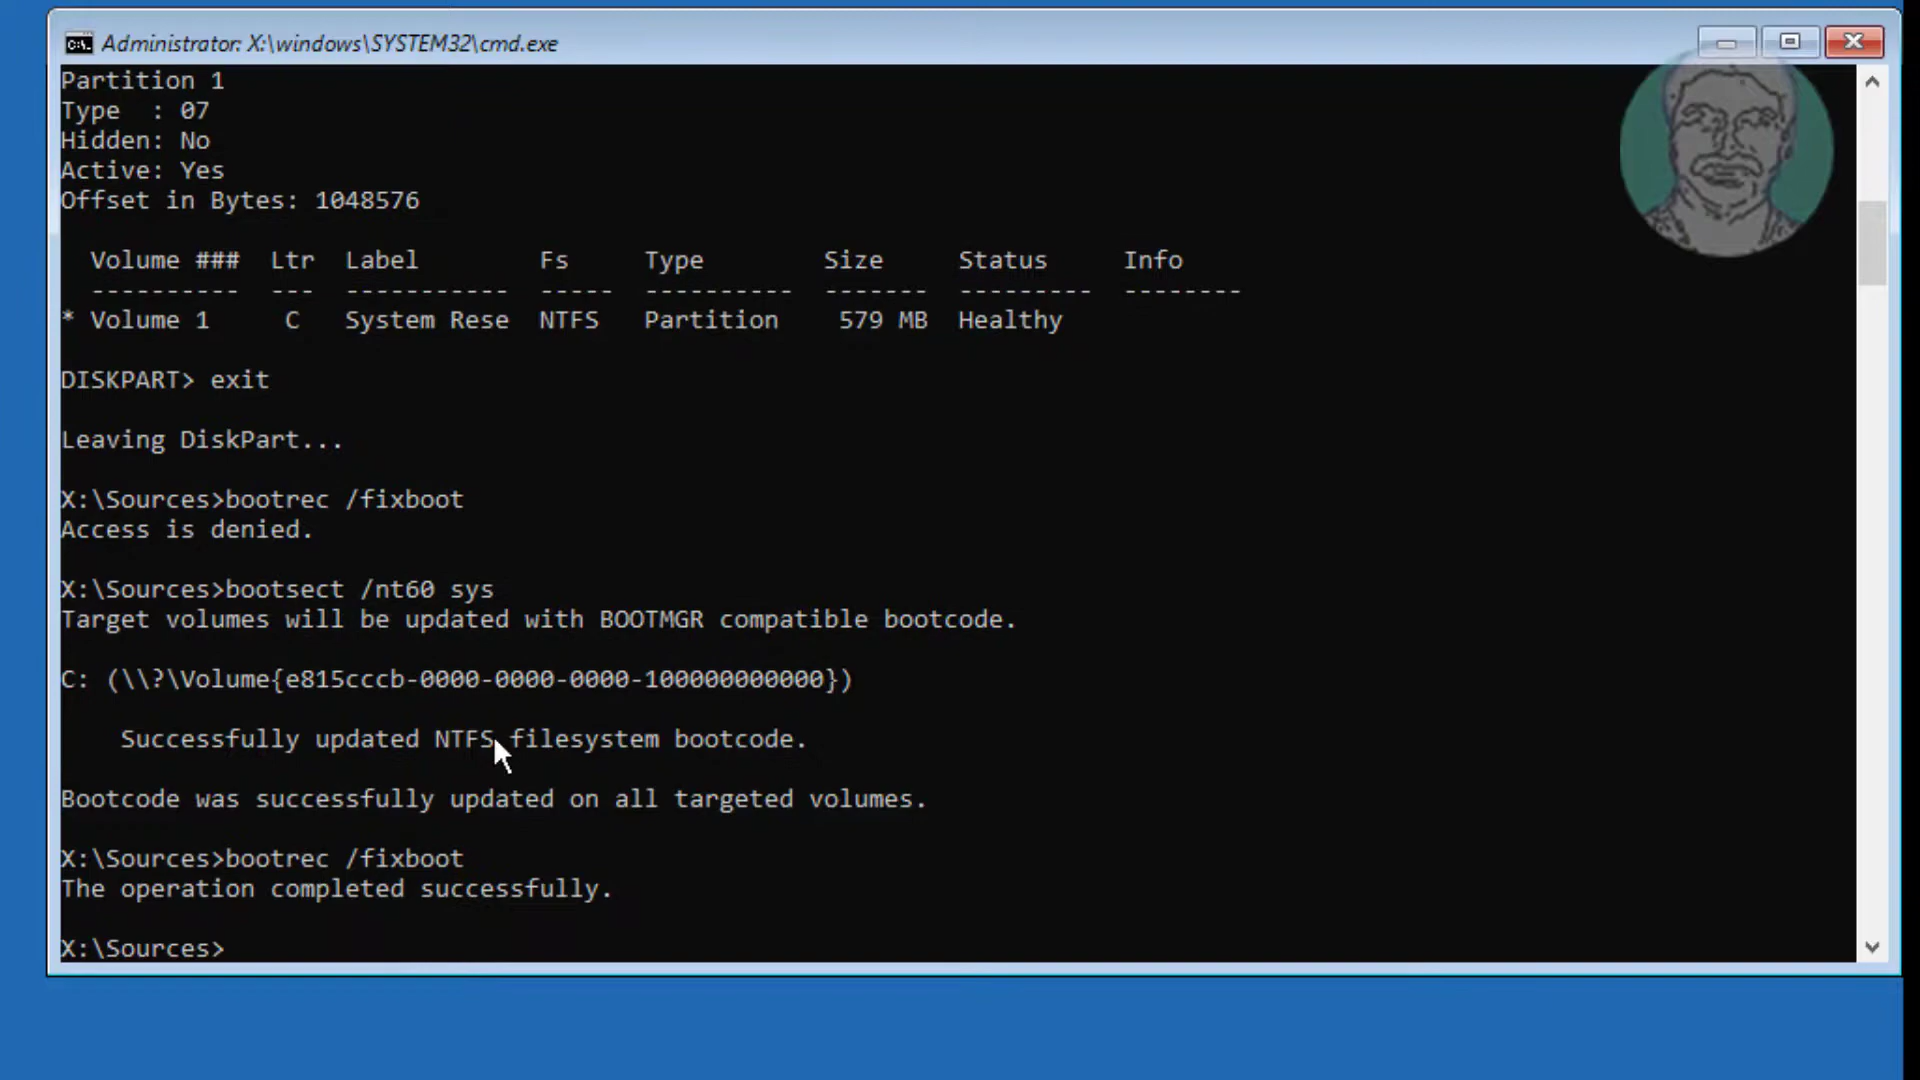 Administrator: X:\windows\SYSTEM32\cmd.exe
Partition 1
Type  : 07
Hidden: No
Active: Yes
Offset in Bytes: 1048576
  Volume ###  Ltr  Label        Fs     Type        Size     Status     Info
  ----------  ---  -----------  -----  ----------  -------  ---------  --------
* Volume 1     C   System Rese  NTFS   Partition    579 MB  Healthy
DISKPART> exit
Leaving DiskPart...
X:\Sources>bootrec /fixboot
Access is denied.
X:\Sources>bootsect /nt60 sys
Target volumes will be updated with BOOTMGR compatible bootcode.
C: (\\?\Volume{e815cccb-0000-0000-0000-100000000000})
    Successfully updated NTFS filesystem bootcode.
Bootcode was successfully updated on all targeted volumes.
X:\Sources>bootrec /fixboot
The operation completed successfully.
X:\Sources>